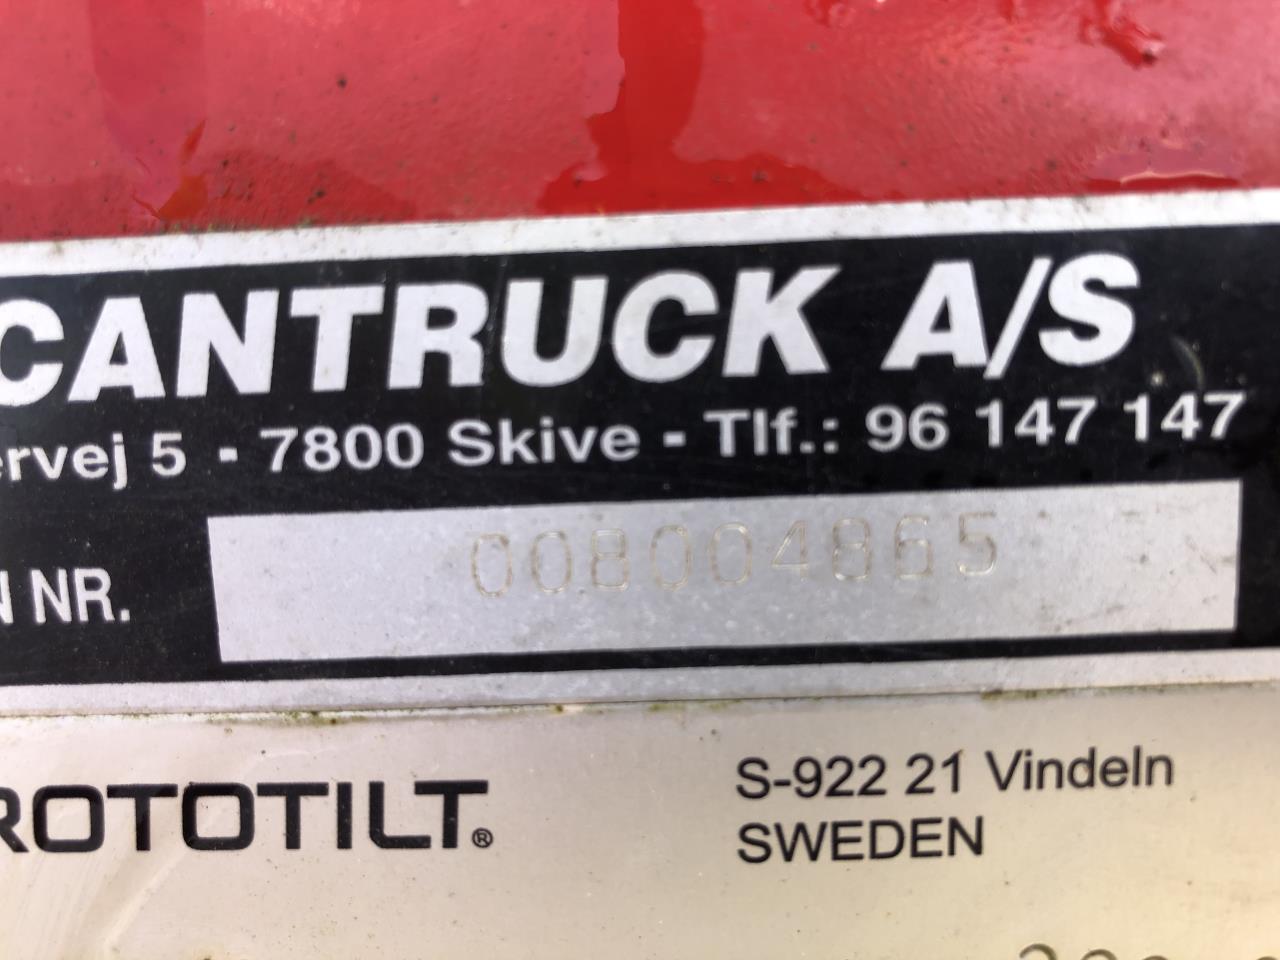 CANTRUCK A/S
ervej 5 - 7800 Skive - Tlf.: 96 147 147
N NR. 008004865
ROTOTILT®
S-922 21 Vindeln
SWEDEN